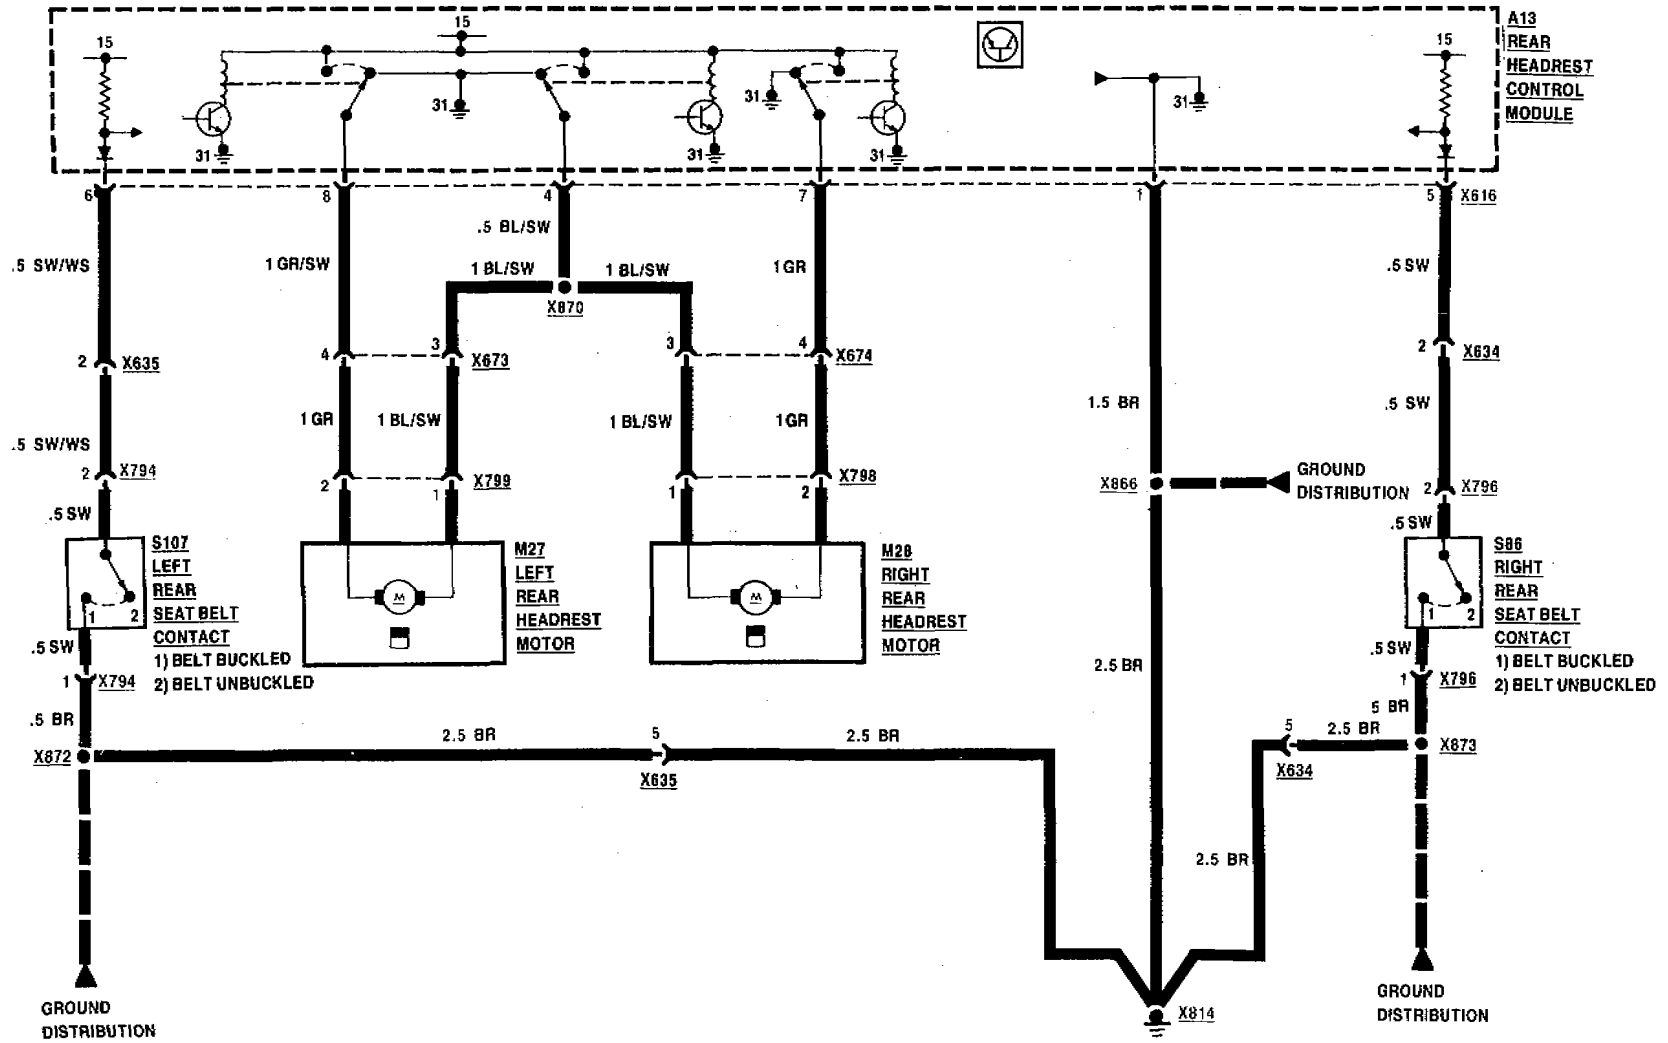 15
15
A13
REAR
HEADREST
CONTROL
MODULE
15
31
31
31
31
31
31
6
8
4
7
1
5
X616
.5 SW/WS
1 GR/SW
.5 BL/SW
1 BL/SW
1 BL/SW
X870
1 GR
.5 SW
2
X635
4
3
X673
3
4
X674
2
X634
.5 SW/WS
1 GR
1 BL/SW
1 BL/SW
1 GR
1.5 BR
.5 SW
2
X794
2
1
X799
1
2
X798
X866
GROUND
DISTRIBUTION
2
X796
.5 SW
.5 SW
1
2
S107
LEFT
REAR
SEAT BELT
CONTACT
1) BELT BUCKLED
2) BELT UNBUCKLED
M
M27
LEFT
REAR
HEADREST
MOTOR
M
M28
RIGHT
REAR
HEADREST
MOTOR
1
2
S86
RIGHT
REAR
SEAT BELT
CONTACT
1) BELT BUCKLED
2) BELT UNBUCKLED
.5 SW
1
X794
.5 BR
X872
2.5 BR
5
X635
2.5 BR
2.5 BR
.5 SW
1
X796
5 BR
5
X634
2.5 BR
X873
2.5 BR
GROUND
DISTRIBUTION
X814
GROUND
DISTRIBUTION